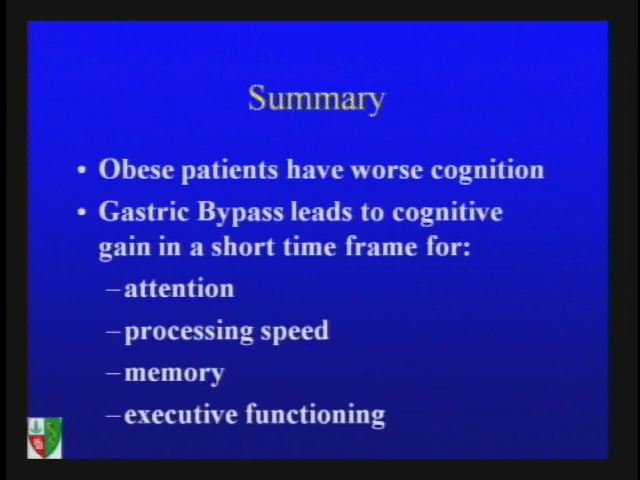 Summary
• Obese patients have worse cognition
• Gastric Bypass leads to cognitive
gain in a short time frame for:
–attention
–processing speed
–memory
–executive functioning